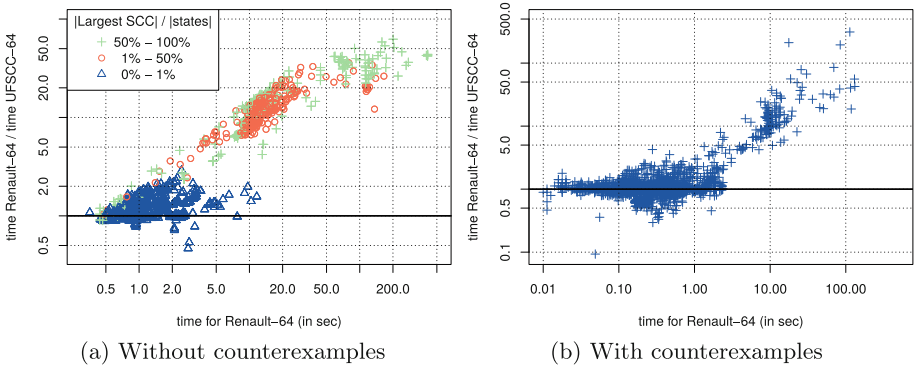 |Largest SCC| / |states|
50% − 100%
1% − 50%
0% − 1%
time Renault−64 / time UFSCC−64
50.0
20.0
5.0
2.0
0.5
0.5 1.0 2.0 5.0 20.0 50.0 200.0
time for Renault−64 (in sec)
(a) Without counterexamples
time Renault−64 / time UFSCC−64
500.0
50.0
5.0
0.5
0.1
0.01 0.10 1.00 10.00 100.00
time for Renault−64 (in sec)
(b) With counterexamples